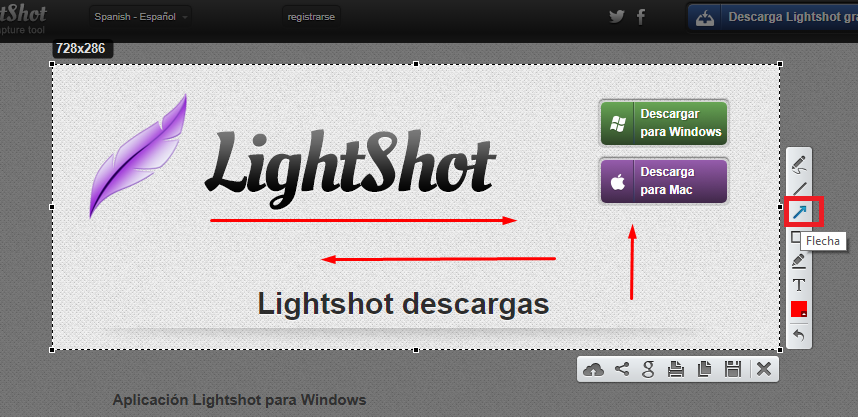 tShot
Spanish - Español
registrarse
Descarga Lightshot gra
pture tool
728x286
LightShot
Descargar
para Windows
Descarga
para Mac
Flecha
T
Lightshot descargas
g
Aplicación Lightshot para Windows